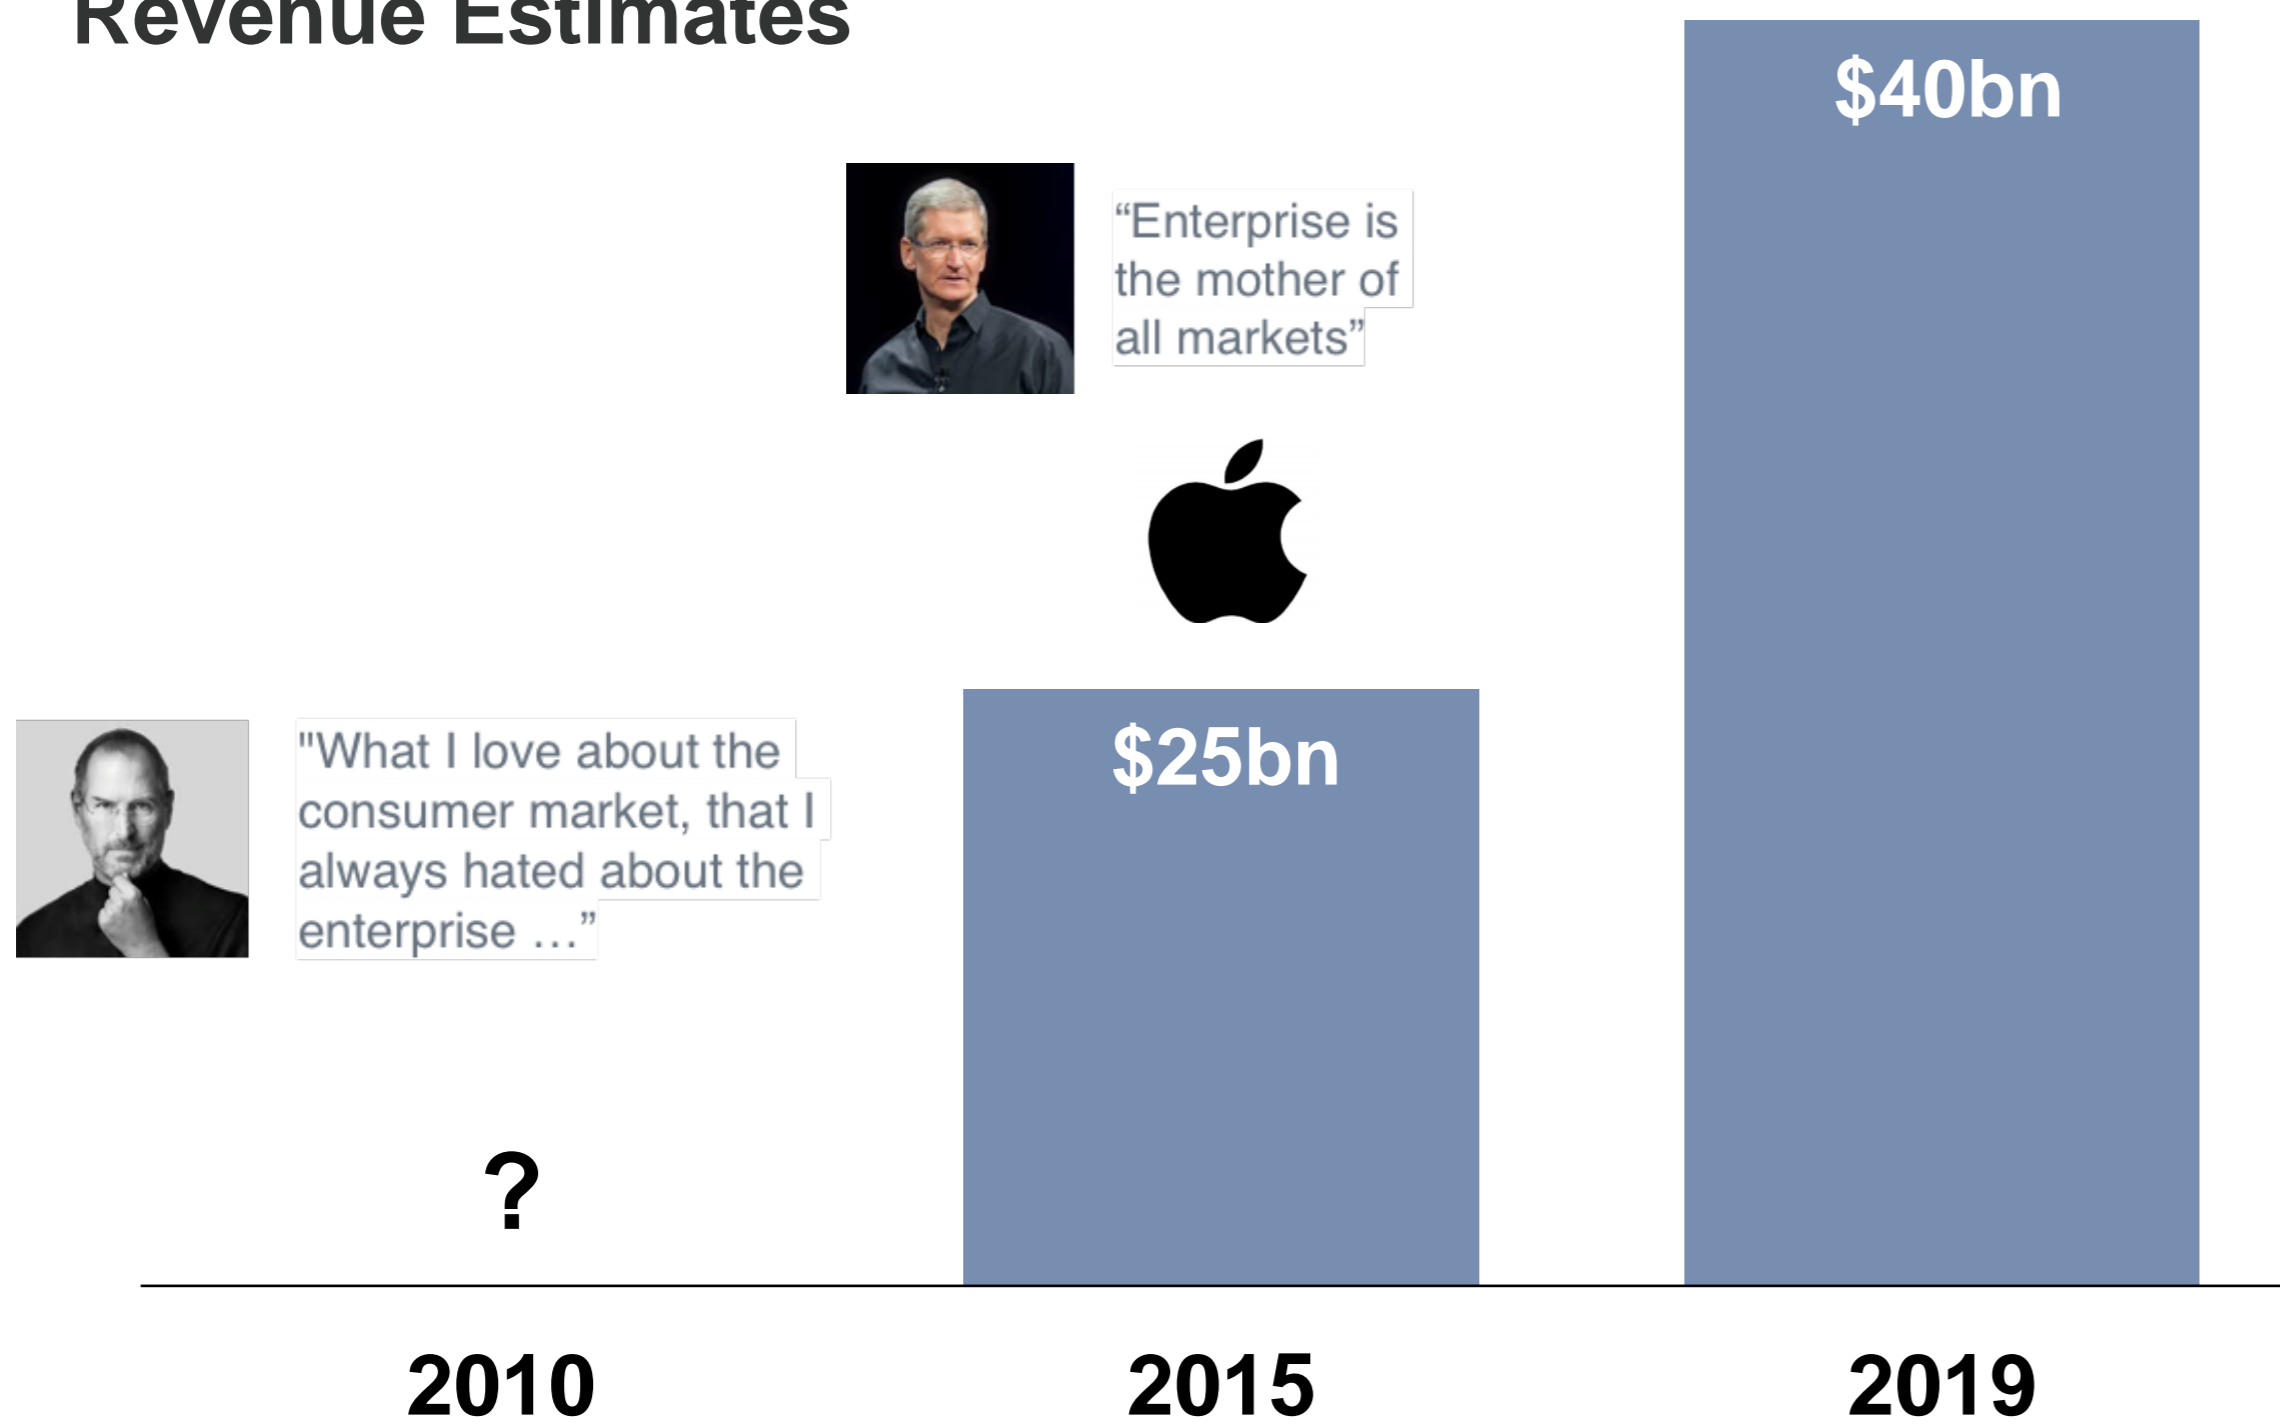 Revenue Estimates
$40bn
“Enterprise is
the mother of
all markets”
"What I love about the
consumer market, that I
always hated about the
enterprise …”
$25bn
?
2010
2015
2019